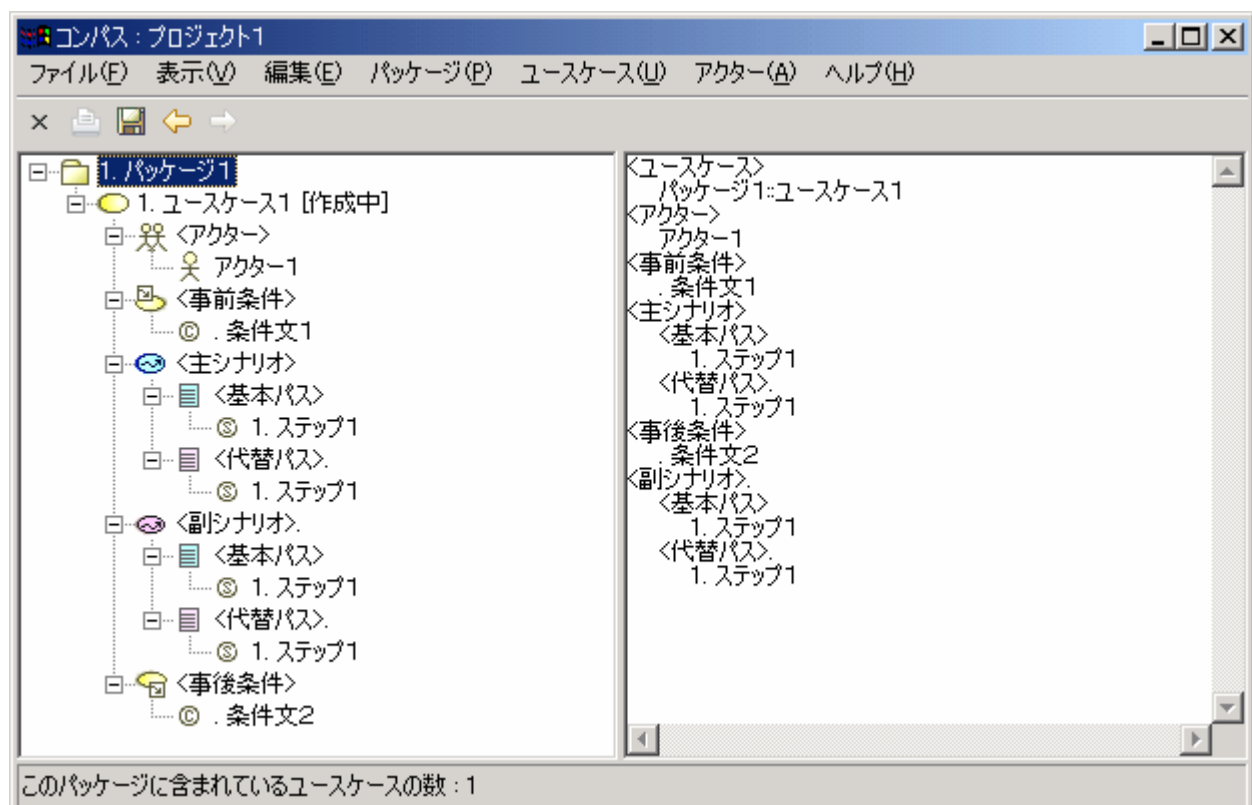 コンパス : プロジェクト1
ファイル(F) 表示(V) 編集(E) パッケージ(P) ユースケース(U) アクター(A) ヘルプ(H)
1. パッケージ1
1. ユースケース1 [作成中]
<アクター>
アクター1
<事前条件>
© . 条件文1
<主シナリオ>
<基本パス>
Ⓢ 1. ステップ1
<代替パス>.
Ⓢ 1. ステップ1
<副シナリオ>.
<基本パス>
Ⓢ 1. ステップ1
<代替パス>.
Ⓢ 1. ステップ1
<事後条件>
© . 条件文2
<ユースケース>
パッケージ1::ユースケース1
<アクター>
アクター1
<事前条件>
. 条件文1
<主シナリオ>
<基本パス>
1. ステップ1
<代替パス>.
1. ステップ1
<事後条件>
. 条件文2
<副シナリオ>.
<基本パス>
1. ステップ1
<代替パス>.
1. ステップ1
このパッケージに含まれているユースケースの数 : 1